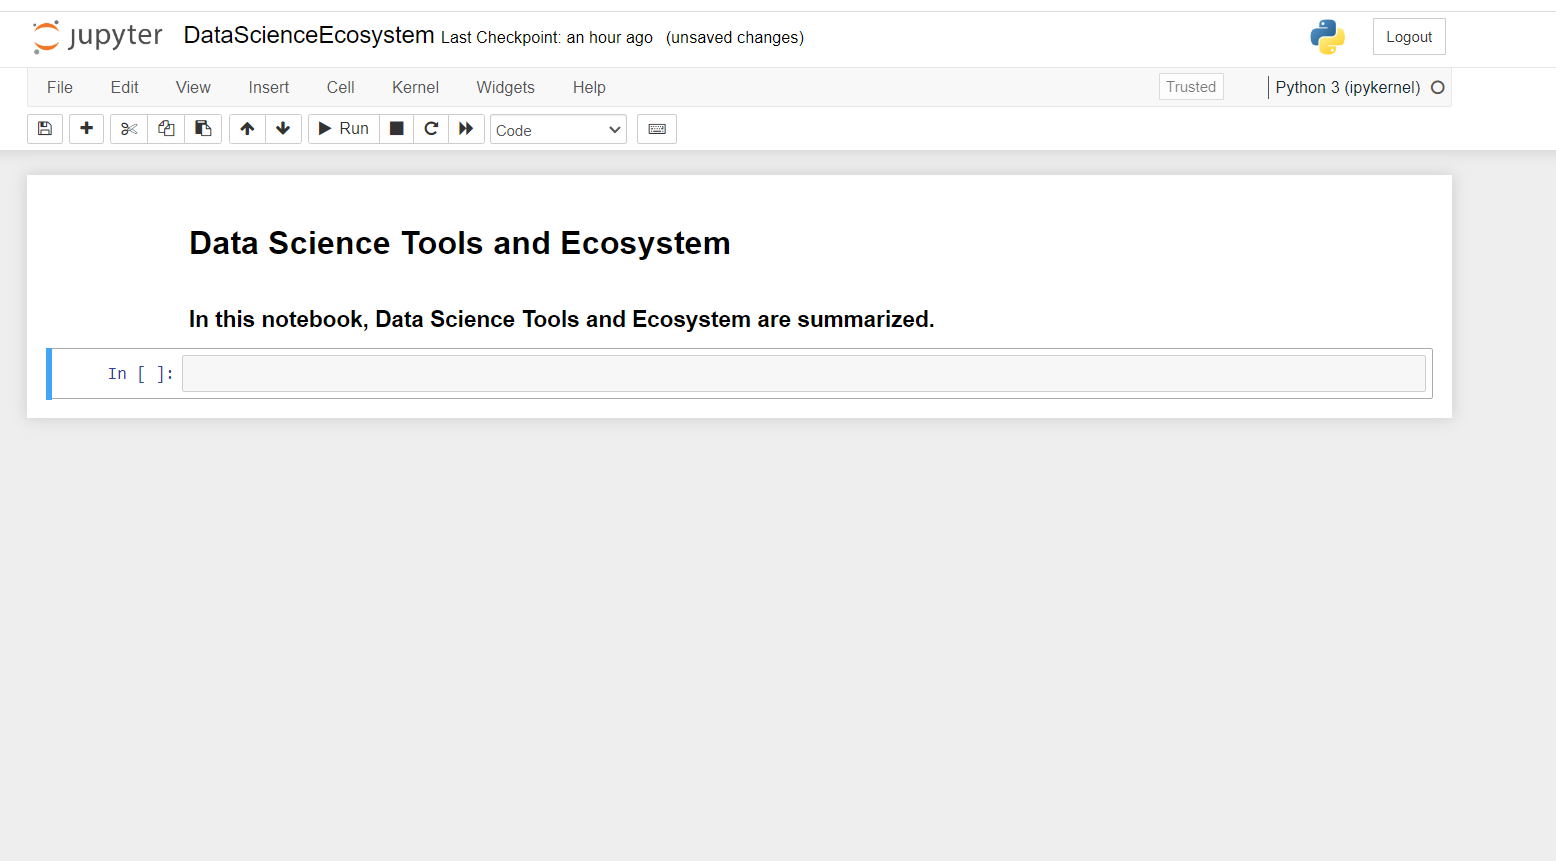 jupyter DataScienceEcosystem Last Checkpoint: an hour ago (unsaved changes) Logout
File Edit View Insert Cell Kernel Widgets Help Trusted Python 3 (ipykernel)
Run Code
Data Science Tools and Ecosystem
In this notebook, Data Science Tools and Ecosystem are summarized.
In [ ]: